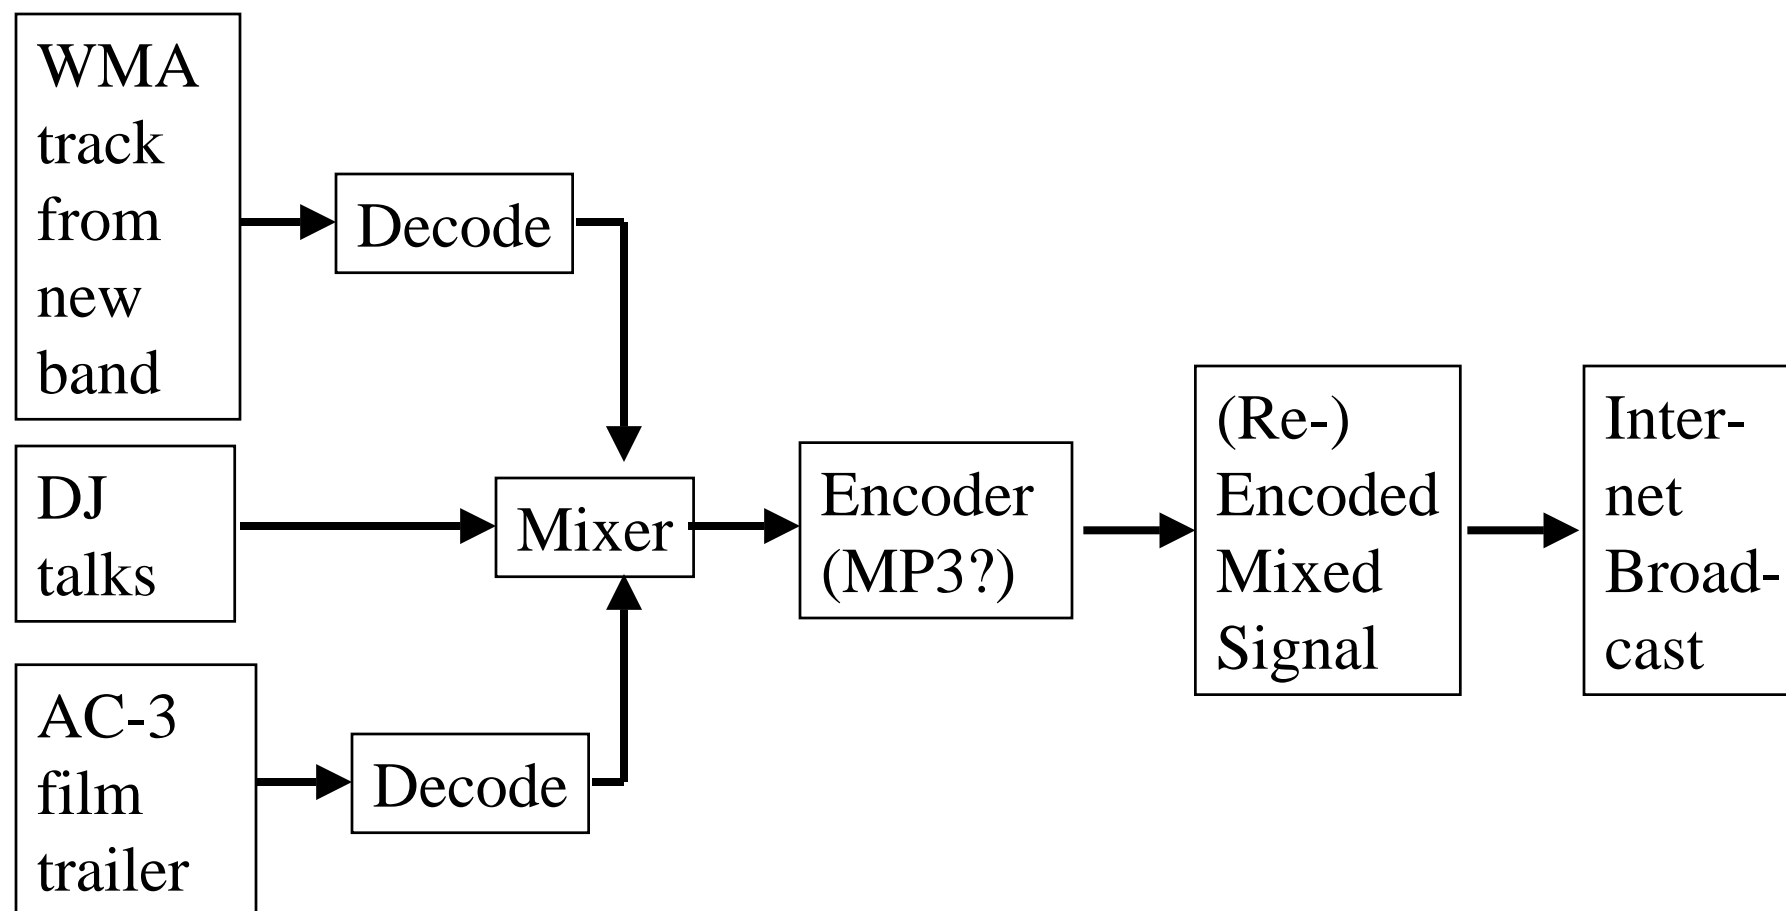 WMA
track
from
new
band
Decode
DJ
talks
Mixer
AC-3
film
trailer
Decode
Encoder
(MP3?)
(Re-)
Encoded
Mixed
Signal
Inter-
net
Broad-
cast